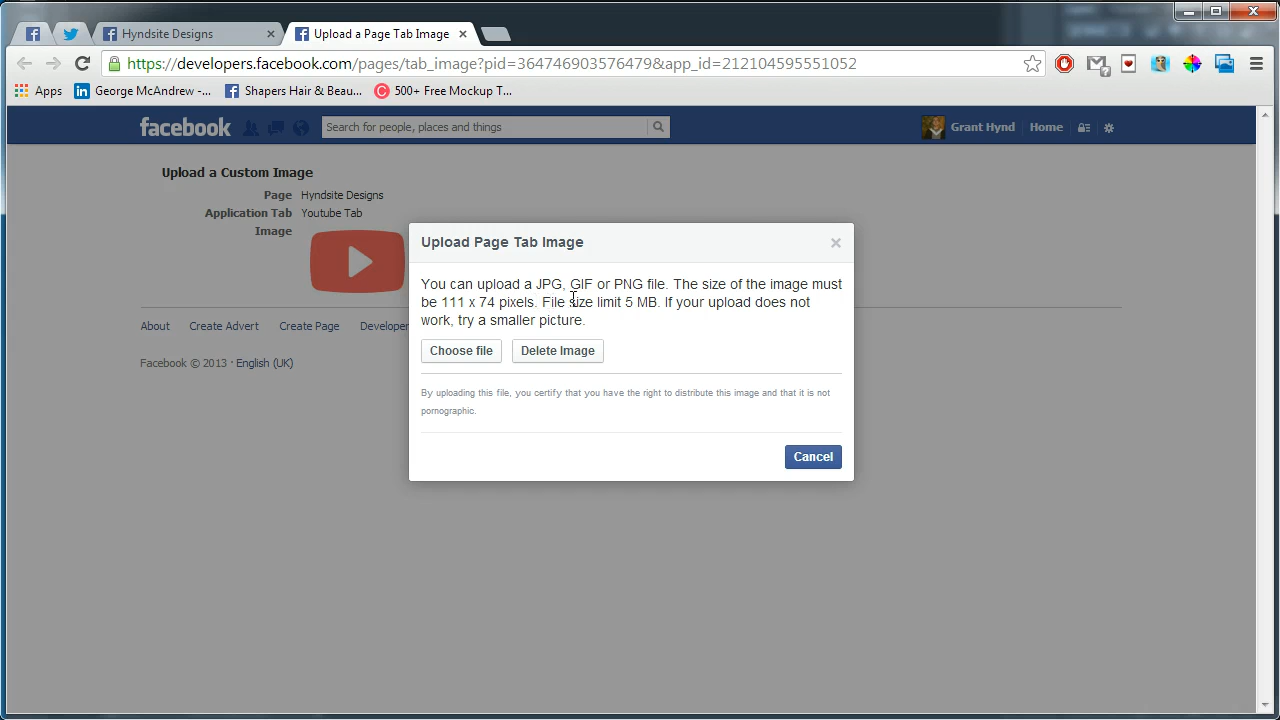 Hyndsite Designs
Upload a Page Tab Image
https://developers.facebook.com/pages/tab_image?pid=364746903576479&app_id=212104595551052
Apps
George McAndrew -...
Shapers Hair & Beau...
500+ Free Mockup T...
facebook
Search for people, places and things
Grant Hynd
Home
Upload a Custom Image
Page Hyndsite Designs
Application Tab Youtube Tab
Image
Upload Page Tab Image
You can upload a JPG, GIF or PNG file. The size of the image must
be 111 x 74 pixels. File size limit 5 MB. If your upload does not
work, try a smaller picture.
Choose file
Delete Image
By uploading this file, you certify that you have the right to distribute this image and that it is not
pornographic.
Cancel
About
Create Advert
Create Page
Developer
Facebook © 2013 · English (UK)